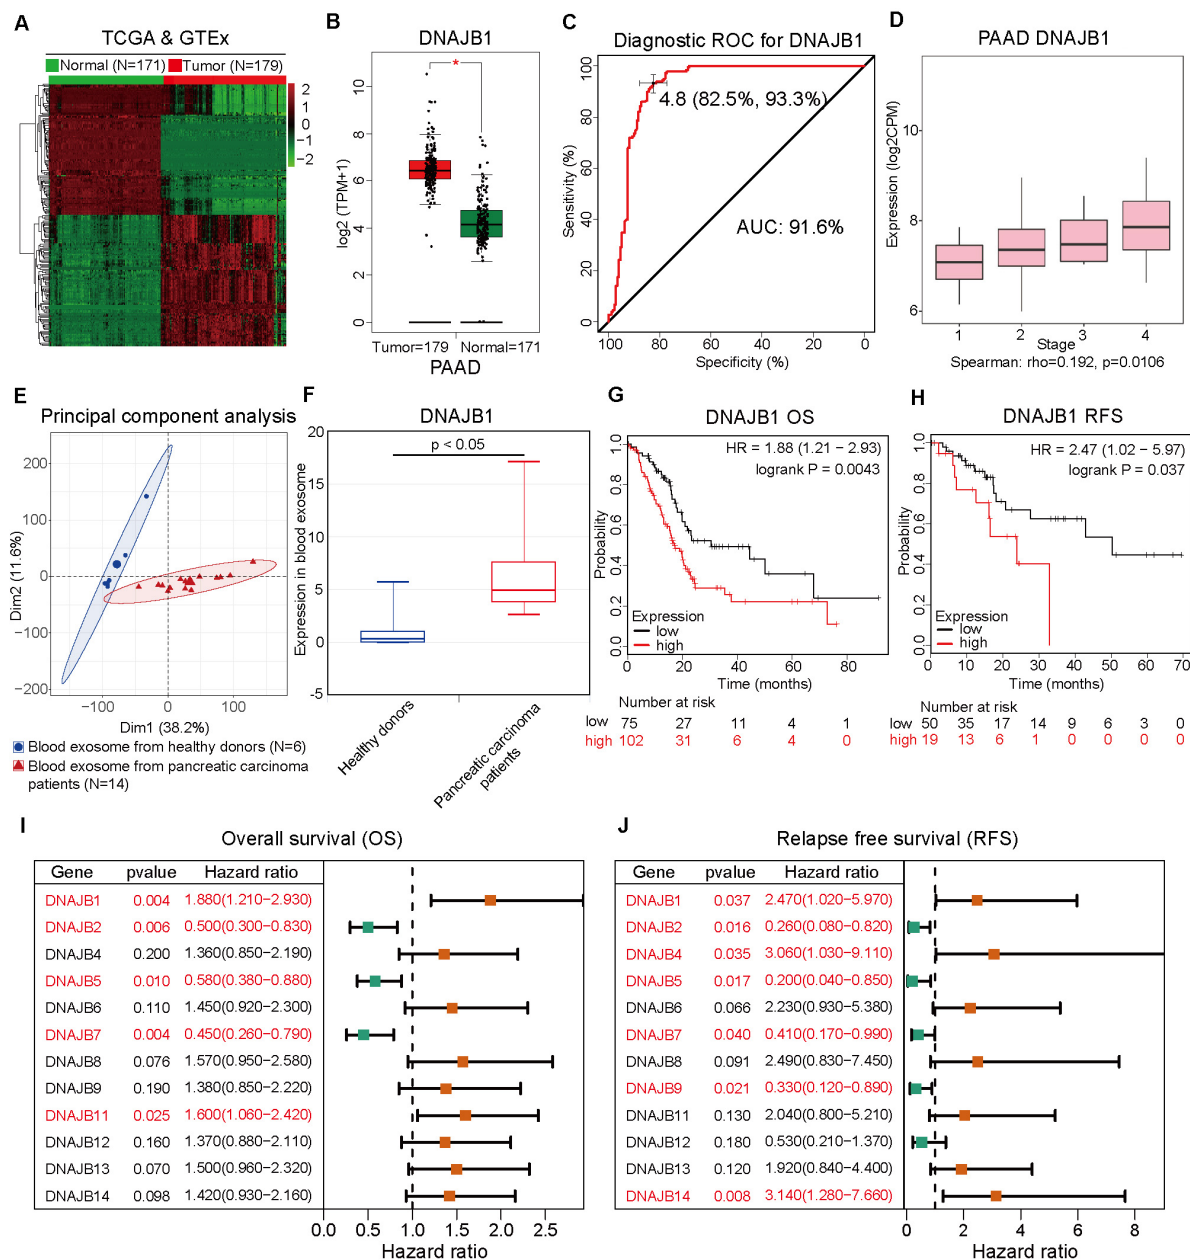 A
TCGA & GTEx
Normal (N=171) Tumor (N=179)
2
1
0
−1
−2
B
DNAJB1
*
log2 (TPM+1)
10
8
6
4
2
0
Tumor=179 Normal=171
PAAD
C
Diagnostic ROC for DNAJB1
Sensitivity (%)
100
80
60
40
20
0
4.8 (82.5%, 93.3%)
AUC: 91.6%
100 80 60 40 20 0
Specificity (%)
D
PAAD DNAJB1
Expression (log2CPM)
10
8
6
1 2 3 4
Stage
Spearman: rho=0.192, p=0.0106
E
Principal component analysis
Dim2 (11.6%)
200
100
0
−100
−200
−100 0 100
Dim1 (38.2%)
Blood exosome from healthy donors (N=6)
Blood exosome from pancreatic carcinoma
patients (N=14)
F
DNAJB1
p < 0.05
Expression in blood exosome
20
15
10
5
0
-5
Healthy donors
Pancreatic carcinoma
patients
G
DNAJB1 OS
HR = 1.88 (1.21 − 2.93)
logrank P = 0.0043
Probability
1.0
0.8
0.6
0.4
0.2
0.0
Expression
low
high
0 20 40 60 80
Time (months)
Number at risk
low 75 27 11 4 1
high 102 31 6 4 0
H
DNAJB1 RFS
HR = 2.47 (1.02 − 5.97)
logrank P = 0.037
Probability
1.0
0.8
0.6
0.4
0.2
0.0
Expression
low
high
0 10 20 30 40 50 60 70
Time (months)
Number at risk
low 50 35 17 14 9 6 3 0
high 19 13 6 1 0 0 0 0
I
Overall survival (OS)
Gene pvalue Hazard ratio
DNAJB1 0.004 1.880(1.210−2.930)
DNAJB2 0.006 0.500(0.300−0.830)
DNAJB4 0.200 1.360(0.850−2.190)
DNAJB5 0.010 0.580(0.380−0.880)
DNAJB6 0.110 1.450(0.920−2.300)
DNAJB7 0.004 0.450(0.260−0.790)
DNAJB8 0.076 1.570(0.950−2.580)
DNAJB9 0.190 1.380(0.850−2.220)
DNAJB11 0.025 1.600(1.060−2.420)
DNAJB12 0.160 1.370(0.880−2.110)
DNAJB13 0.070 1.500(0.960−2.320)
DNAJB14 0.098 1.420(0.930−2.160)
0.0 0.5 1.0 1.5 2.0 2.5
Hazard ratio
J
Relapse free survival (RFS)
Gene pvalue Hazard ratio
DNAJB1 0.037 2.470(1.020−5.970)
DNAJB2 0.016 0.260(0.080−0.820)
DNAJB4 0.035 3.060(1.030−9.110)
DNAJB5 0.017 0.200(0.040−0.850)
DNAJB6 0.066 2.230(0.930−5.380)
DNAJB7 0.040 0.410(0.170−0.990)
DNAJB8 0.091 2.490(0.830−7.450)
DNAJB9 0.021 0.330(0.120−0.890)
DNAJB11 0.130 2.040(0.800−5.210)
DNAJB12 0.180 0.530(0.210−1.370)
DNAJB13 0.120 1.920(0.840−4.400)
DNAJB14 0.008 3.140(1.280−7.660)
0 2 4 6 8
Hazard ratio